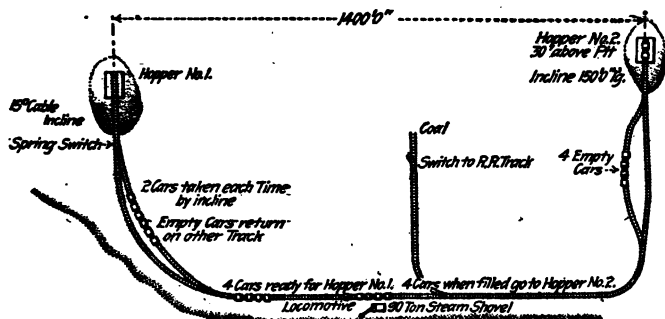 1400'0"
Hopper No.2.
30' above Pit
Incline 150'0" lg.
Hopper No.1.
15° Cable
Incline
Spring Switch
Coal
Switch to R.R. Track
4 Empty
Cars
2 Cars taken each Time
by incline
Empty Cars return
on other Track
4 Cars ready for Hopper No.1.
4 Cars when filled go to Hopper No.2.
Locomotive
90 Ton Steam Shovel